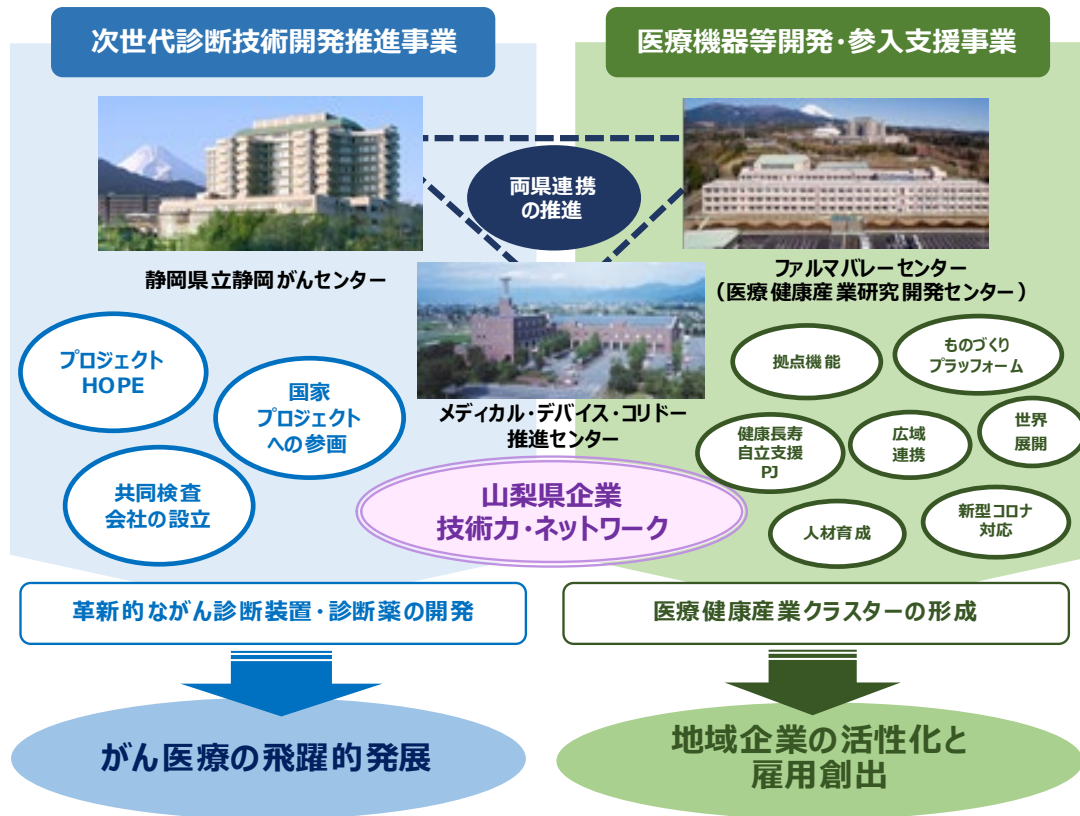 次世代診断技術開発推進事業
医療機器等開発・参入支援事業
両県連携
の推進
静岡県立静岡がんセンター
ファルマバレーセンター
（医療健康産業研究開発センター）
メディカル・デバイス・コリドー
推進センター
プロジェクト
HOPE
国家
プロジェクト
への参画
共同検査
会社の設立
山梨県企業
技術力・ネットワーク
拠点機能
ものづくり
プラッフォーム
健康長寿
自立支援
PJ
広域
連携
世界
展開
人材育成
新型コロナ
対応
革新的ながん診断装置・診断薬の開発
医療健康産業クラスターの形成
がん医療の飛躍的発展
地域企業の活性化と
雇用創出